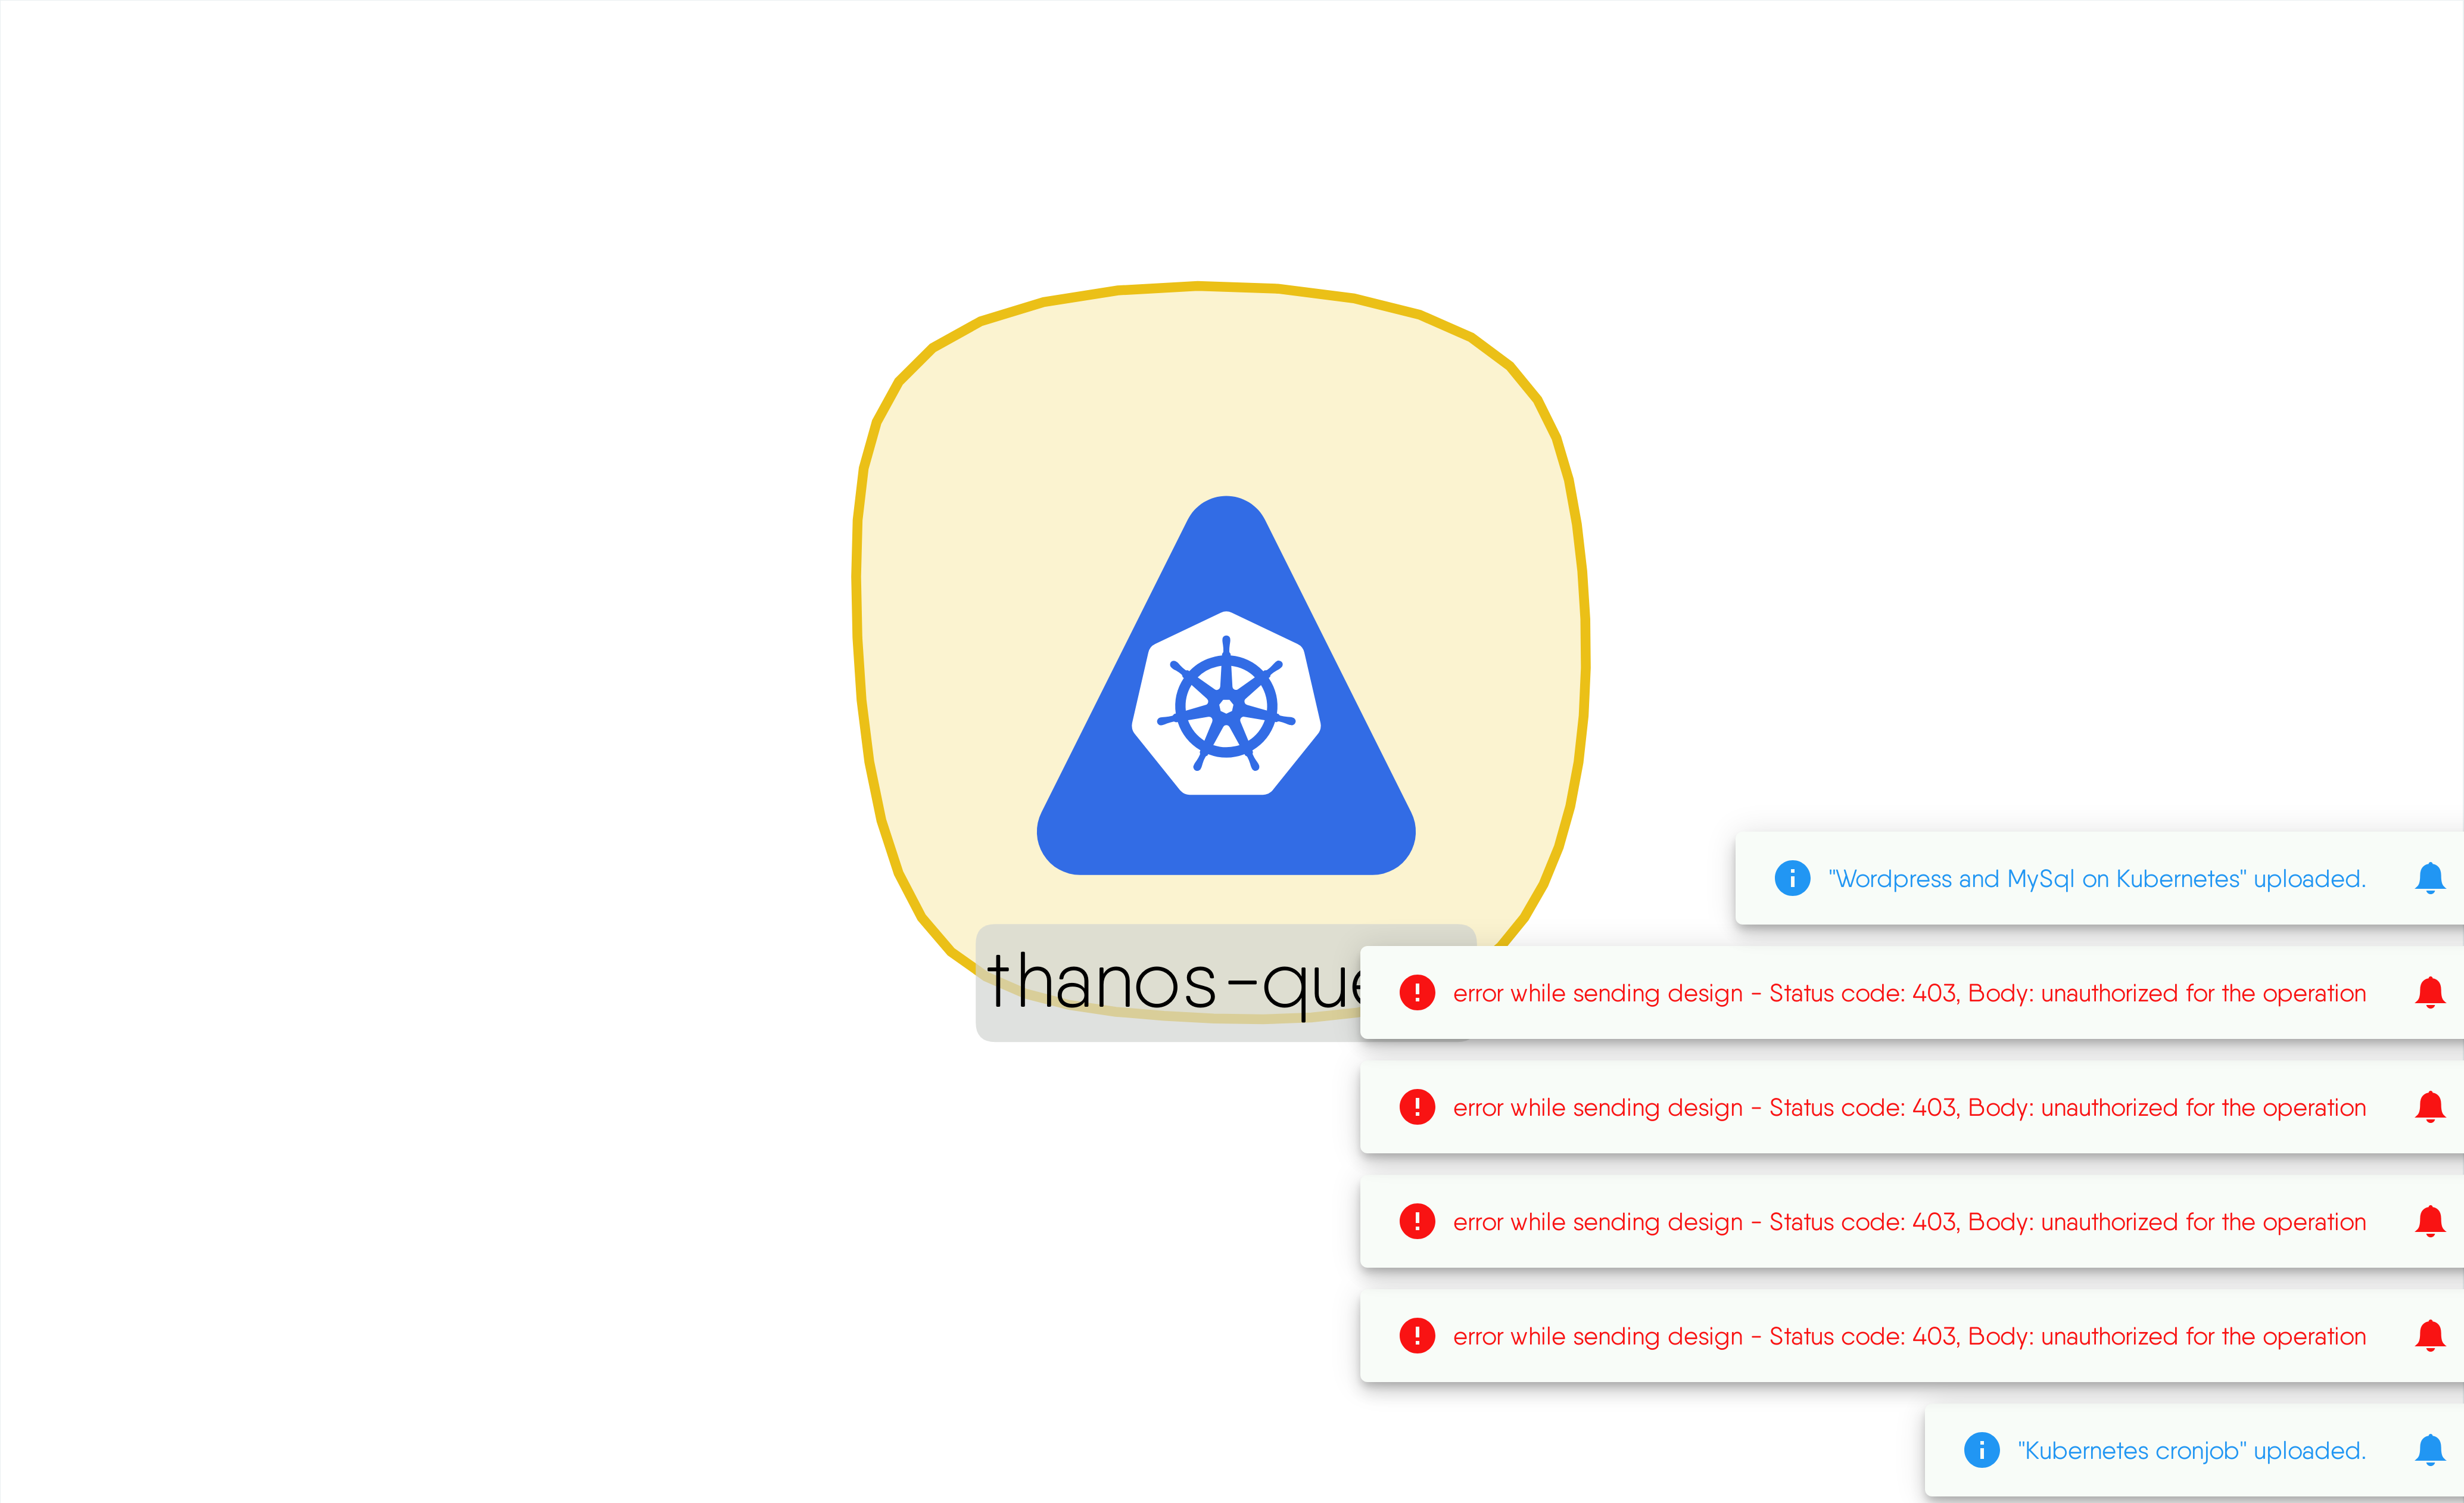 "Wordpress and MySql on Kubernetes" uploaded.
thanos-que
error while sending design - Status code: 403, Body: unauthorized for the operation
error while sending design - Status code: 403, Body: unauthorized for the operation
error while sending design - Status code: 403, Body: unauthorized for the operation
error while sending design - Status code: 403, Body: unauthorized for the operation
"Kubernetes cronjob" uploaded.